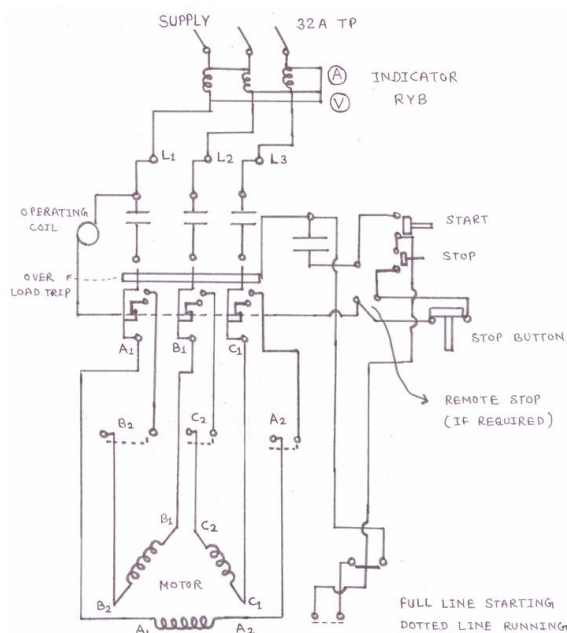 SUPPLY 32A TP
A
INDICATOR
V
RYB
L1 L2 L3
OPERATING
COIL
START
STOP
OVER
LOAD TRIP
A1 B1 C1
STOP BUTTON
REMOTE STOP
(IF REQUIRED)
B2 C2 A2
B1 C2
MOTOR
B2 C1
A1 A2
FULL LINE STARTING
DOTTED LINE RUNNING